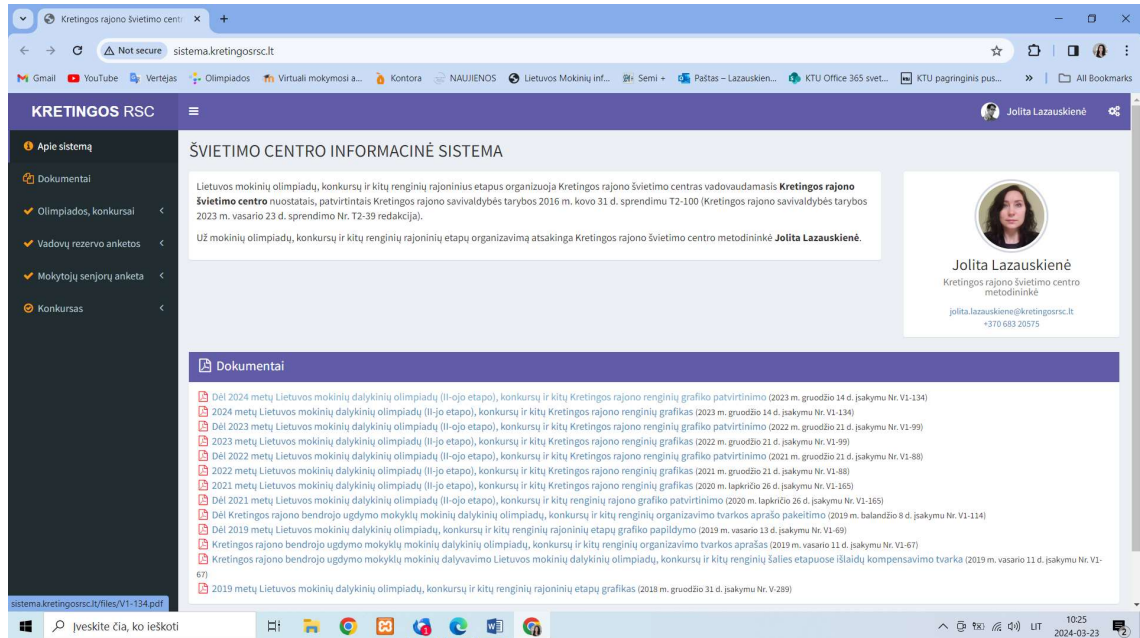 Kretingos rajono švietimo cent
Not secure sistema.kretingosrsc.lt
Gmail YouTube Vertėjas Olimpiados Virtuali mokymosi a... Kontora NAUJIENOS Lietuvos Mokinių inf... Semi + Paštas – Lazauskien... KTU Office 365 svet... KTU pagringinis pus... » All Bookmarks
KRETINGOS RSC
Jolita Lazauskienė
Apie sistemą
Dokumentai
Olimpiados, konkursai
Vadovų rezervo anketos
Mokytojų senjorų anketa
Konkursas
ŠVIETIMO CENTRO INFORMACINĖ SISTEMA
Lietuvos mokinių olimpiadų, konkursų ir kitų renginių rajoninius etapus organizuoja Kretingos rajono švietimo centras vadovaudamasis Kretingos rajono
švietimo centro nuostatais, patvirtintais Kretingos rajono savivaldybės tarybos 2016 m. kovo 31 d. sprendimu T2-100 (Kretingos rajono savivaldybės tarybos
2023 m. vasario 23 d. sprendimo Nr. T2-39 redakcija).
Už mokinių olimpiadų, konkursų ir kitų renginių rajoninių etapų organizavimą atsakinga Kretingos rajono švietimo centro metodininkė Jolita Lazauskienė.
Jolita Lazauskienė
Kretingos rajono švietimo centro
metodininkė
jolita.lazauskiene@kretingosrsc.lt
+370 683 20575
Dokumentai
Dėl 2024 metų Lietuvos mokinių dalykinių olimpiadų (II-ojo etapo), konkursų ir kitų Kretingos rajono renginių grafiko patvirtinimo (2023 m. gruodžio 14 d. įsakymu Nr. V1-134)
2024 metų Lietuvos mokinių dalykinių olimpiadų (II-jo etapo), konkursų ir kitų Kretingos rajono renginių grafikas (2023 m. gruodžio 14 d. įsakymu Nr. V1-134)
Dėl 2023 metų Lietuvos mokinių dalykinių olimpiadų (II-ojo etapo), konkursų ir kitų Kretingos rajono renginių grafiko patvirtinimo (2022 m. gruodžio 21 d. įsakymu Nr. V1-99)
2023 metų Lietuvos mokinių dalykinių olimpiadų (II-jo etapo), konkursų ir kitų Kretingos rajono renginių grafikas (2022 m. gruodžio 21 d. įsakymu Nr. V1-99)
Dėl 2022 metų Lietuvos mokinių dalykinių olimpiadų (II-ojo etapo), konkursų ir kitų Kretingos rajono renginių grafiko patvirtinimo (2021 m. gruodžio 21 d. įsakymu Nr. V1-88)
2022 metų Lietuvos mokinių dalykinių olimpiadų (II-jo etapo), konkursų ir kitų Kretingos rajono renginių grafikas (2021 m. gruodžio 21 d. įsakymu Nr. V1-88)
2021 metų Lietuvos mokinių dalykinių olimpiadų (II-jo etapo), konkursų ir kitų Kretingos rajono renginių grafikas (2020 m. lapkričio 26 d. įsakymu Nr. V1-165)
Dėl 2021 metų Lietuvos mokinių dalykinių olimpiadų (II-ojo etapo), konkursų ir kitų renginių rajono grafiko patvirtinimo (2020 m. lapkričio 26 d. įsakymu Nr. V1-165)
Dėl Kretingos rajono bendrojo ugdymo mokyklų mokinių dalykinių olimpiadų, konkursų ir kitų renginių organizavimo tvarkos aprašo pakeitimo (2019 m. balandžio 8 d. įsakymu Nr. V1-114)
Dėl 2019 metų Lietuvos mokinių dalykinių olimpiadų, konkursų ir kitų renginių rajoninių etapų grafiko papildymo (2019 m. vasario 13 d. įsakymu Nr. V1-69)
Kretingos rajono bendrojo ugdymo mokyklų mokinių dalykinių olimpiadų, konkursų ir kitų renginių organizavimo tvarkos aprašas (2019 m. vasario 11 d. įsakymu Nr. V1-67)
Kretingos rajono bendrojo ugdymo mokyklų mokinių dalyvavimo Lietuvos mokinių dalykinių olimpiadų, konkursų ir kitų renginių šalies etapuose išlaidų kompensavimo tvarka (2019 m. vasario 11 d. įsakymu Nr. V1-
67)
2019 metų Lietuvos mokinių dalykinių olimpiadų, konkursų ir kitų renginių rajoninių etapų grafikas (2018 m. gruodžio 31 d. įsakymu Nr. V-289)
sistema.kretingosrsc.lt/files/V1-134.pdf
Įveskite čia, ko ieškoti
LIT
10:25
2024-03-23
2